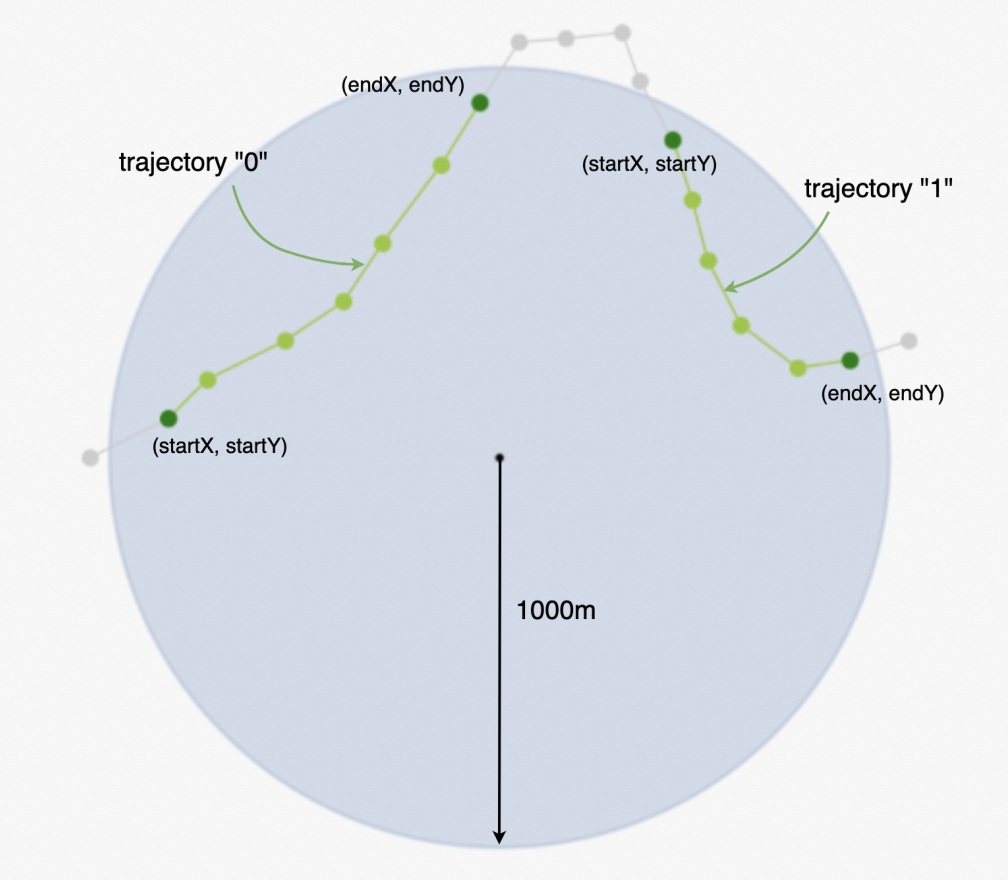 (endX, endY)
trajectory "0"
(startX, startY)
trajectory "1"
(endX, endY)
(startX, startY)
1000m